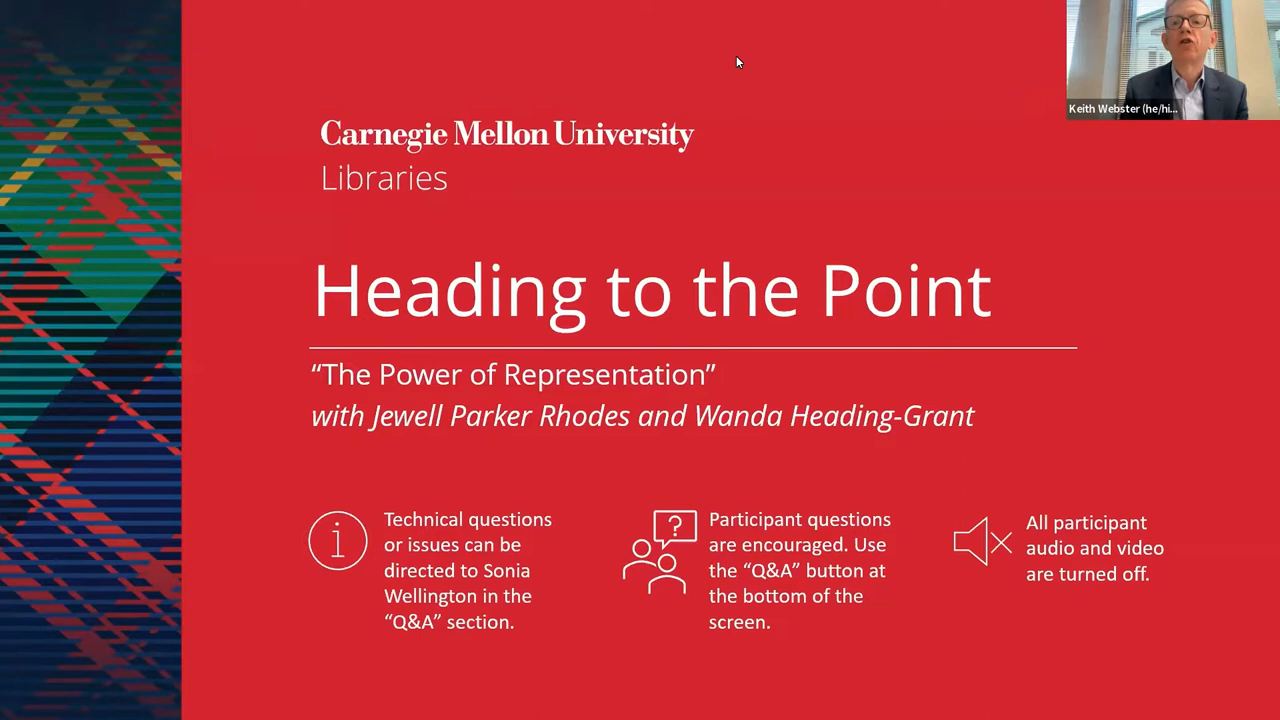 Keith Webster (he/hi...
Carnegie Mellon University
Libraries
Heading to the Point
“The Power of Representation”
with Jewell Parker Rhodes and Wanda Heading-Grant
Technical questions
or issues can be
directed to Sonia
Wellington in the
“Q&A” section.
?
Participant questions
are encouraged. Use
the “Q&A” button at
the bottom of the
screen.
All participant
audio and video
are turned off.